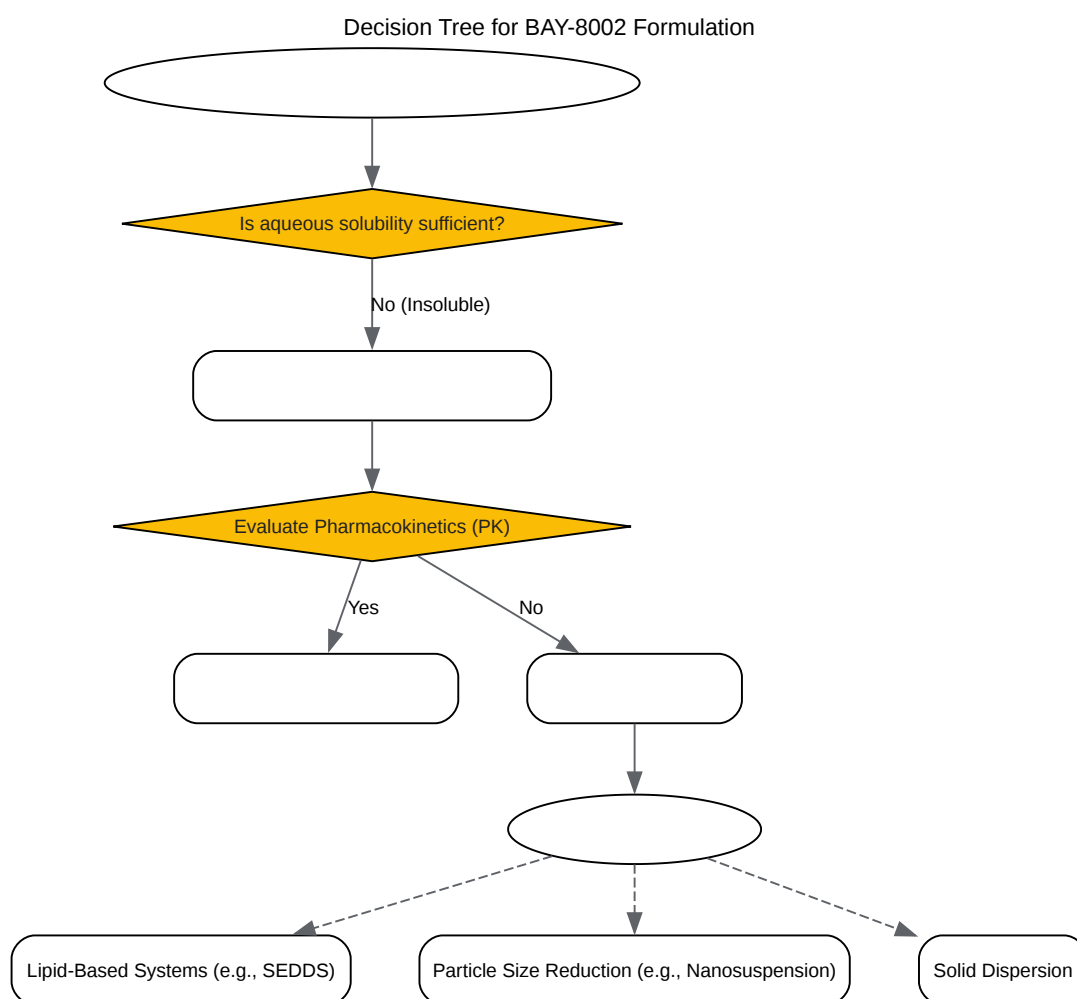 Decision Tree for BAY-8002 Formulation
Is aqueous solubility sufficient?
No (Insoluble)
Evaluate Pharmacokinetics (PK)
Yes
No
Lipid-Based Systems (e.g., SEDDS)
Particle Size Reduction (e.g., Nanosuspension)
Solid Dispersion